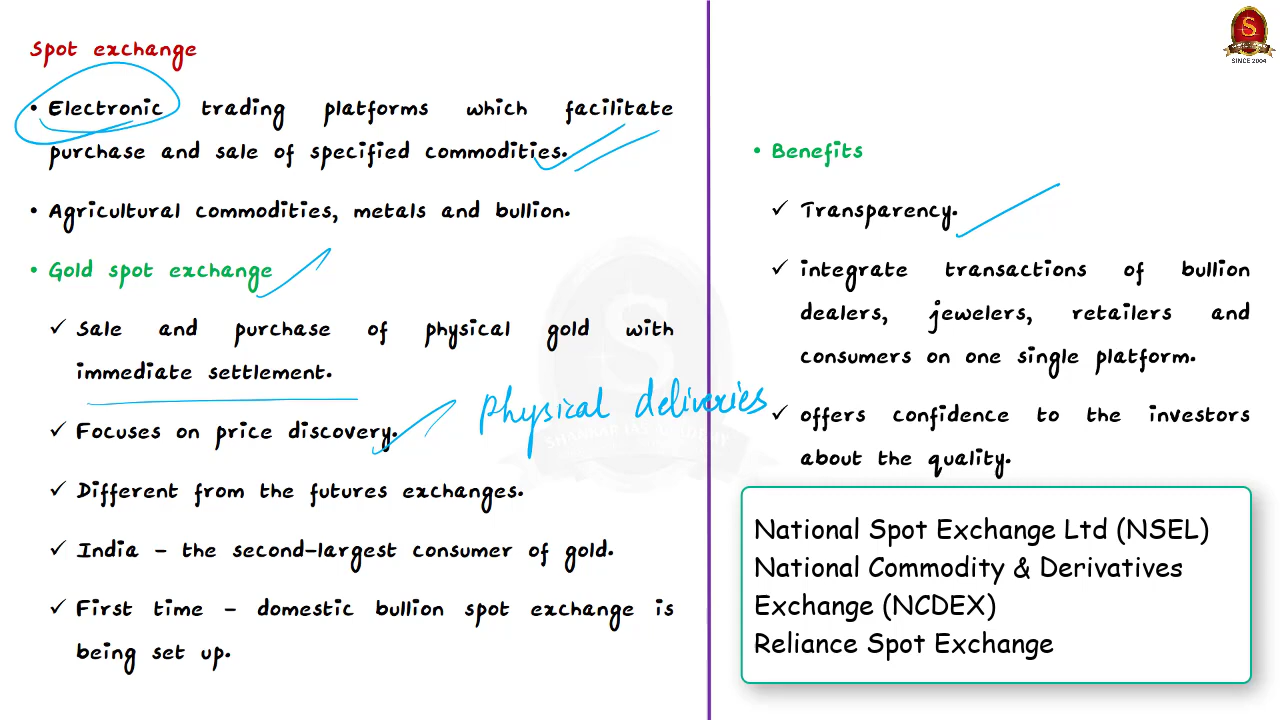 Spot exchange
• Electronic trading platforms which facilitate
purchase and sale of specified commodities.
• Agricultural commodities, metals and bullion.
• Gold spot exchange
✓ Sale and purchase of physical gold with
immediate settlement.
✓ Focuses on price discovery.
physical deliveries
✓ Different from the futures exchanges.
✓ India – the second-largest consumer of gold.
✓ First time – domestic bullion spot exchange is
being set up.
• Benefits
✓ Transparency.
✓ integrate transactions of bullion
dealers, jewelers, retailers and
consumers on one single platform.
✓ offers confidence to the investors
about the quality.
National Spot Exchange Ltd (NSEL)
National Commodity & Derivatives
Exchange (NCDEX)
Reliance Spot Exchange
S
SINCE 2004
S
SHANKAR IAS ACADEMY